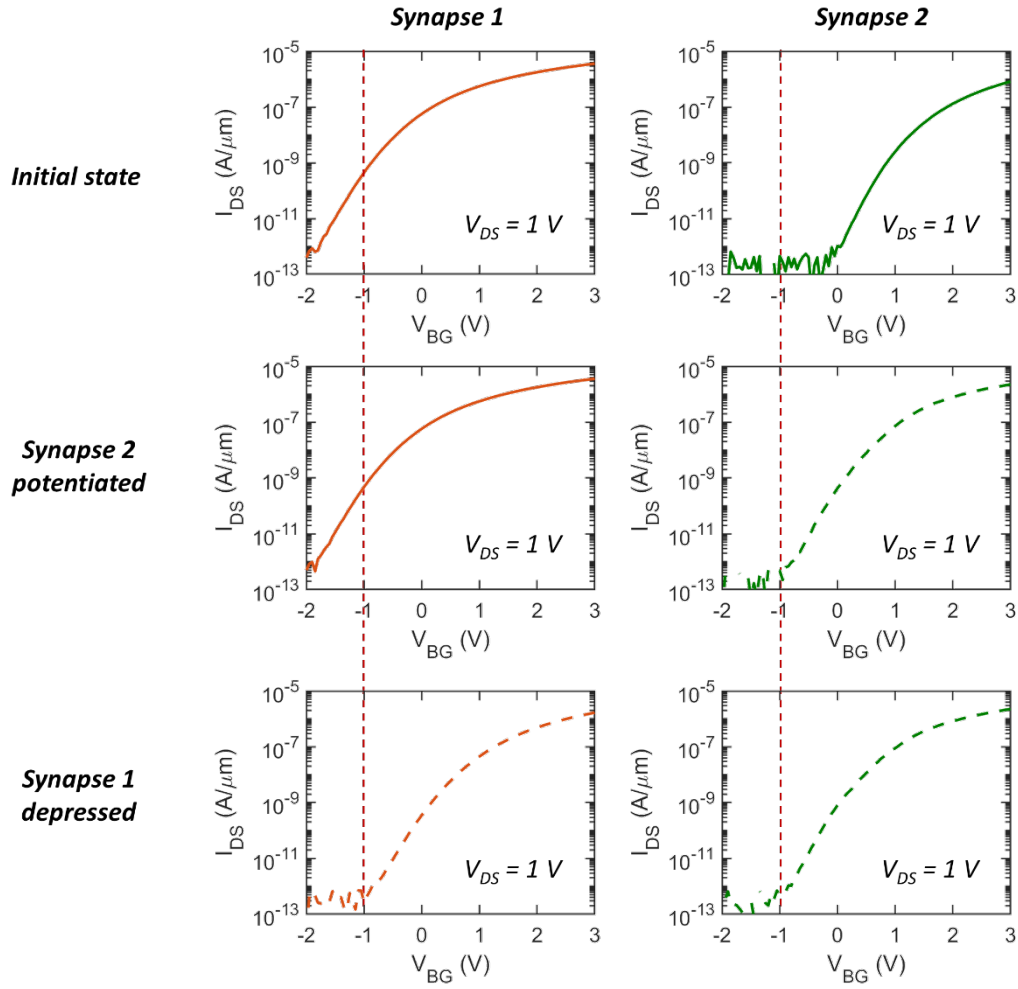 Synapse 1
Synapse 2
Initial state
10^-5
10^-7
10^-9
10^-11
10^-13
I_DS (A/μm)
V_DS = 1 V
-2 -1 0 1 2 3
V_BG (V)
10^-5
10^-7
10^-9
10^-11
10^-13
I_DS (A/μm)
V_DS = 1 V
-2 -1 0 1 2 3
V_BG (V)
Synapse 2
potentiated
10^-5
10^-7
10^-9
10^-11
10^-13
I_DS (A/μm)
V_DS = 1 V
-2 -1 0 1 2 3
V_BG (V)
10^-5
10^-7
10^-9
10^-11
10^-13
I_DS (A/μm)
V_DS = 1 V
-2 -1 0 1 2 3
V_BG (V)
Synapse 1
depressed
10^-5
10^-7
10^-9
10^-11
10^-13
I_DS (A/μm)
V_DS = 1 V
-2 -1 0 1 2 3
V_BG (V)
10^-5
10^-7
10^-9
10^-11
10^-13
I_DS (A/μm)
V_DS = 1 V
-2 -1 0 1 2 3
V_BG (V)